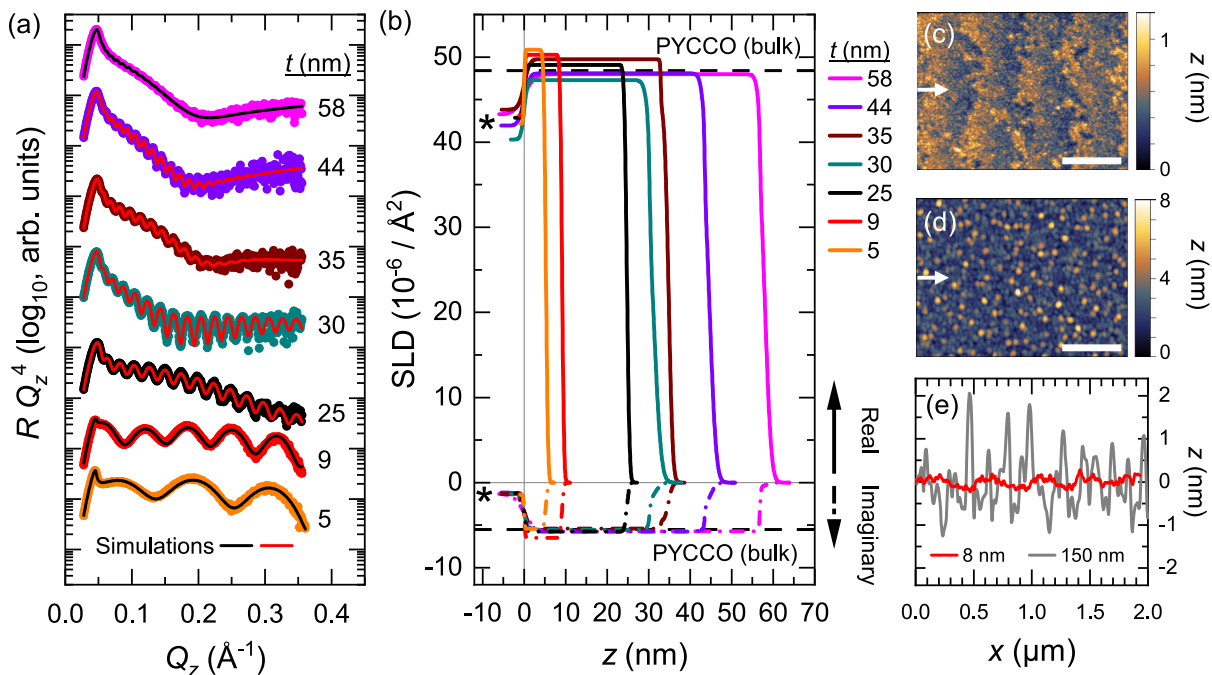 (a)
t (nm)
58
44
35
30
25
9
5
Simulations
R Q_z^4 (log10, arb. units)
0.0 0.1 0.2 0.3 0.4
Q_z (Å-1)
(b)
PYCCO (bulk)
50
40
30
20
10
0
-10
*
*
PYCCO (bulk)
SLD (10-6 / Å2)
-10 0 10 20 30 40 50 60 70
z (nm)
t (nm)
58
44
35
30
25
9
5
Real
Imaginary
(c)
1
0
z (nm)
(d)
8
4
0
z (nm)
(e)
2
1
0
-1
-2
z (nm)
8 nm
150 nm
0.0 0.5 1.0 1.5 2.0
x (µm)